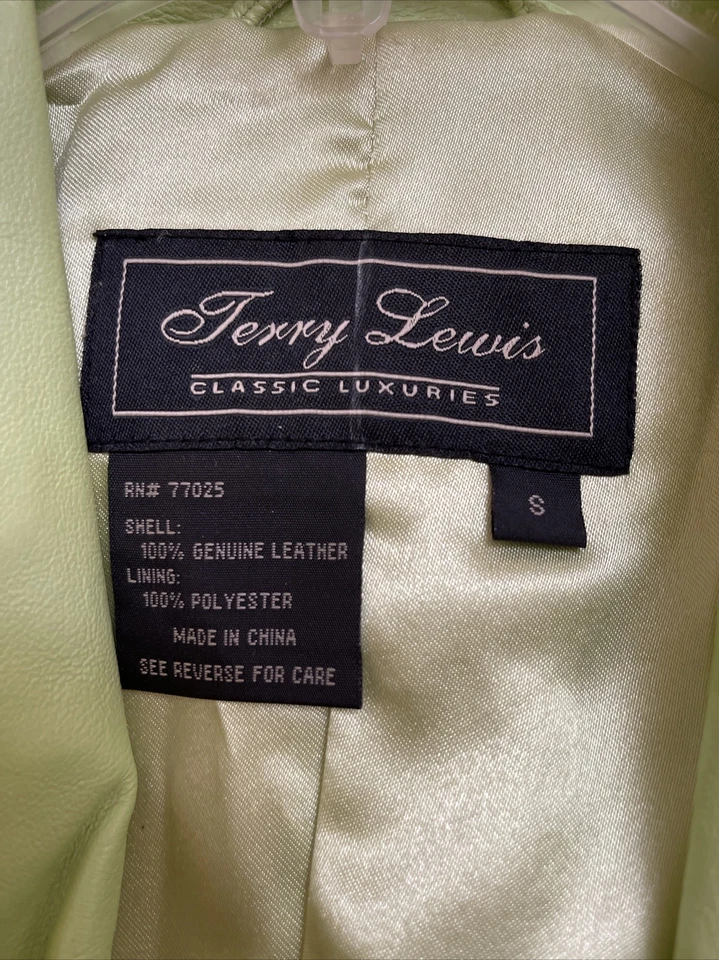 Terry Lewis
CLASSIC LUXURIES
S
RN# 77025
SHELL:
100% GENUINE LEATHER
LINING:
100% POLYESTER
MADE IN CHINA
SEE REVERSE FOR CARE